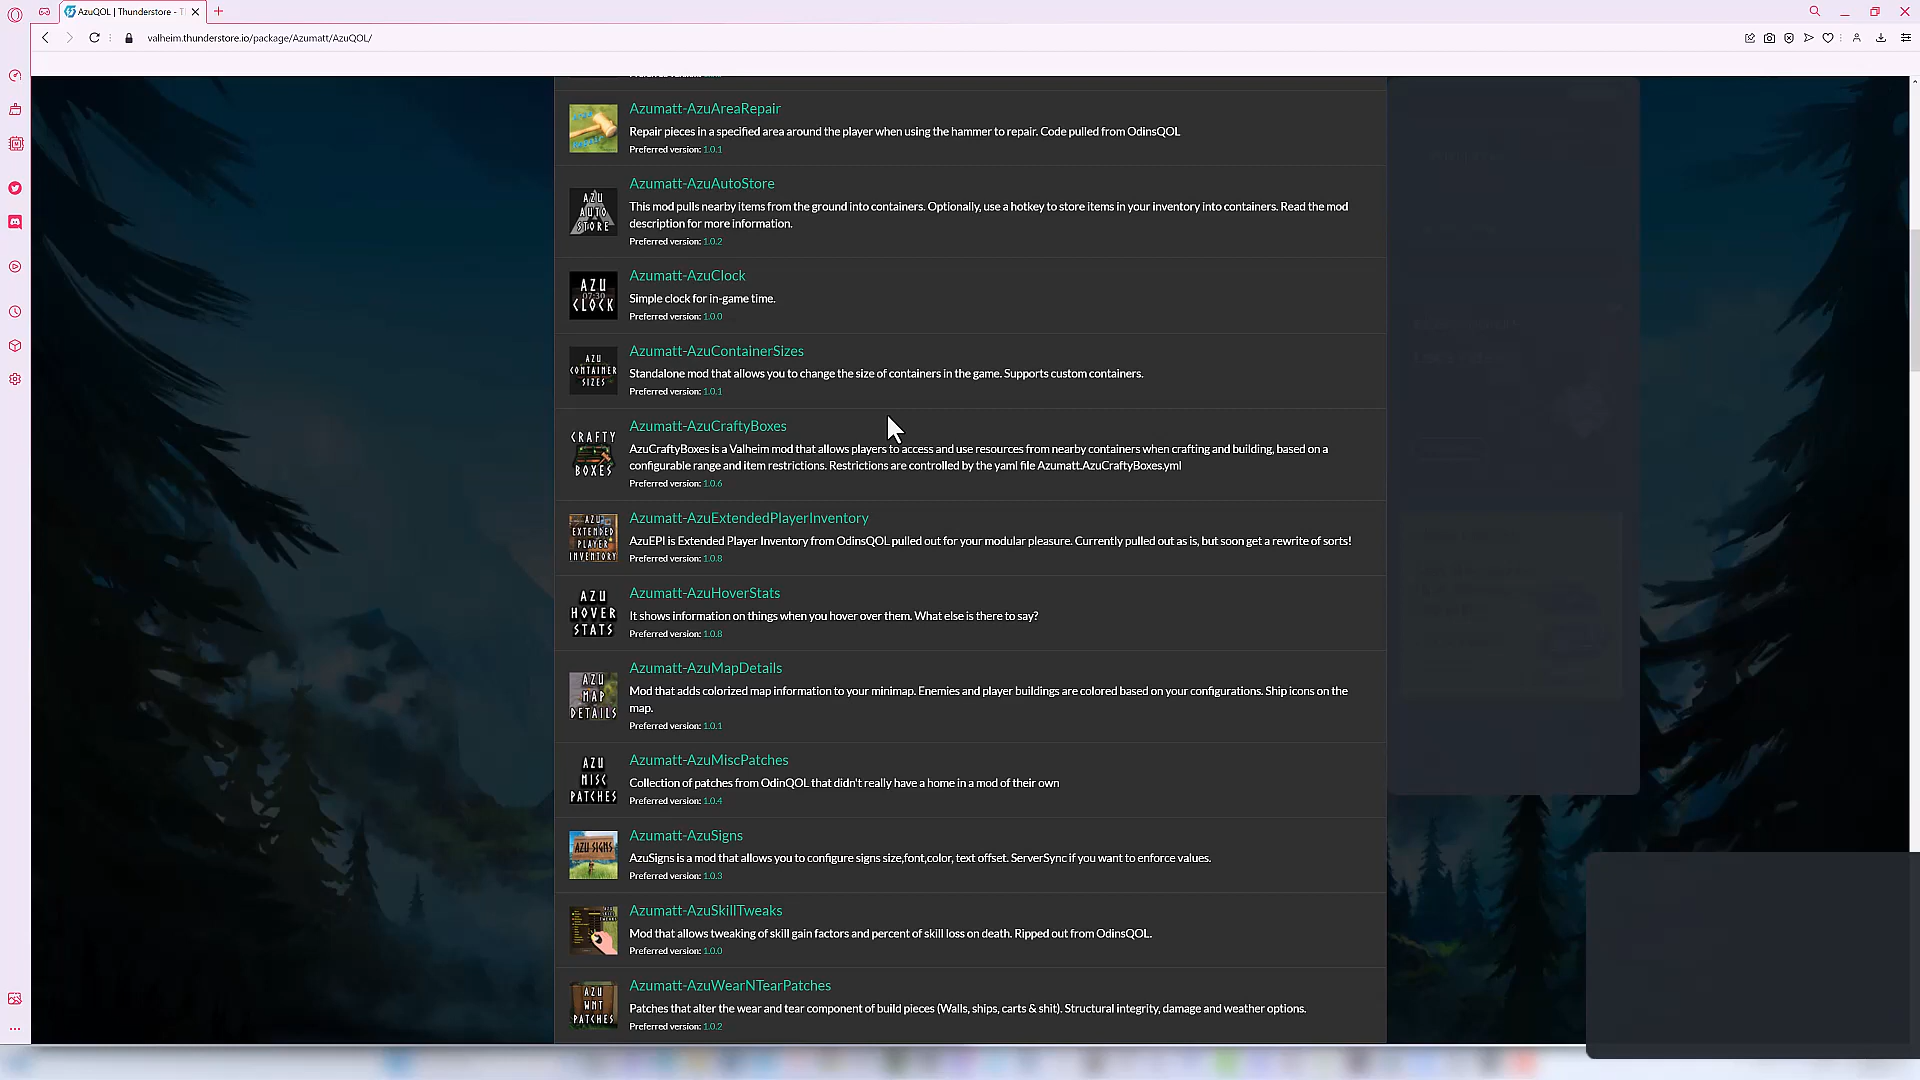 AzuQOL | Thunderstore - T
valheim.thunderstore.io/package/Azumatt/AzuQOL/
Azumatt-AzuAreaRepair
Repair pieces in a specified area around the player when using the hammer to repair. Code pulled from OdinsQOL
Preferred version: 1.0.1
AZU
AUTO
STORE
Azumatt-AzuAutoStore
This mod pulls nearby items from the ground into containers. Optionally, use a hotkey to store items in your inventory into containers. Read the mod
description for more information.
Preferred version: 1.0.2
AZU
07:30
CLOCK
Azumatt-AzuClock
Simple clock for in-game time.
Preferred version: 1.0.0
AZU
CONTAINER
SIZES
Azumatt-AzuContainerSizes
Standalone mod that allows you to change the size of containers in the game. Supports custom containers.
Preferred version: 1.0.1
CRAFTY
BOXES
Azumatt-AzuCraftyBoxes
AzuCraftyBoxes is a Valheim mod that allows players to access and use resources from nearby containers when crafting and building, based on a
configurable range and item restrictions. Restrictions are controlled by the yaml file Azumatt.AzuCraftyBoxes.yml
Preferred version: 1.0.6
AZU
EXTENDED
PLAYER
INVENTORY
Azumatt-AzuExtendedPlayerInventory
AzuEPI is Extended Player Inventory from OdinsQOL pulled out for your modular pleasure. Currently pulled out as is, but soon get a rewrite of sorts!
Preferred version: 1.0.8
AZU
HOVER
STATS
Azumatt-AzuHoverStats
It shows information on things when you hover over them. What else is there to say?
Preferred version: 1.0.8
AZU
MAP
DETAILS
Azumatt-AzuMapDetails
Mod that adds colorized map information to your minimap. Enemies and player buildings are colored based on your configurations. Ship icons on the
map.
Preferred version: 1.0.1
AZU
MISC
PATCHES
Azumatt-AzuMiscPatches
Collection of patches from OdinQOL that didn't really have a home in a mod of their own
Preferred version: 1.0.4
AZU SIGNS
Azumatt-AzuSigns
AzuSigns is a mod that allows you to configure signs size,font,color, text offset. ServerSync if you want to enforce values.
Preferred version: 1.0.3
Azumatt-AzuSkillTweaks
Mod that allows tweaking of skill gain factors and percent of skill loss on death. Ripped out from OdinsQOL.
Preferred version: 1.0.0
AZU
WNT
PATCHES
Azumatt-AzuWearNTearPatches
Patches that alter the wear and tear component of build pieces (Walls, ships, carts & shit). Structural integrity, damage and weather options.
Preferred version: 1.0.2